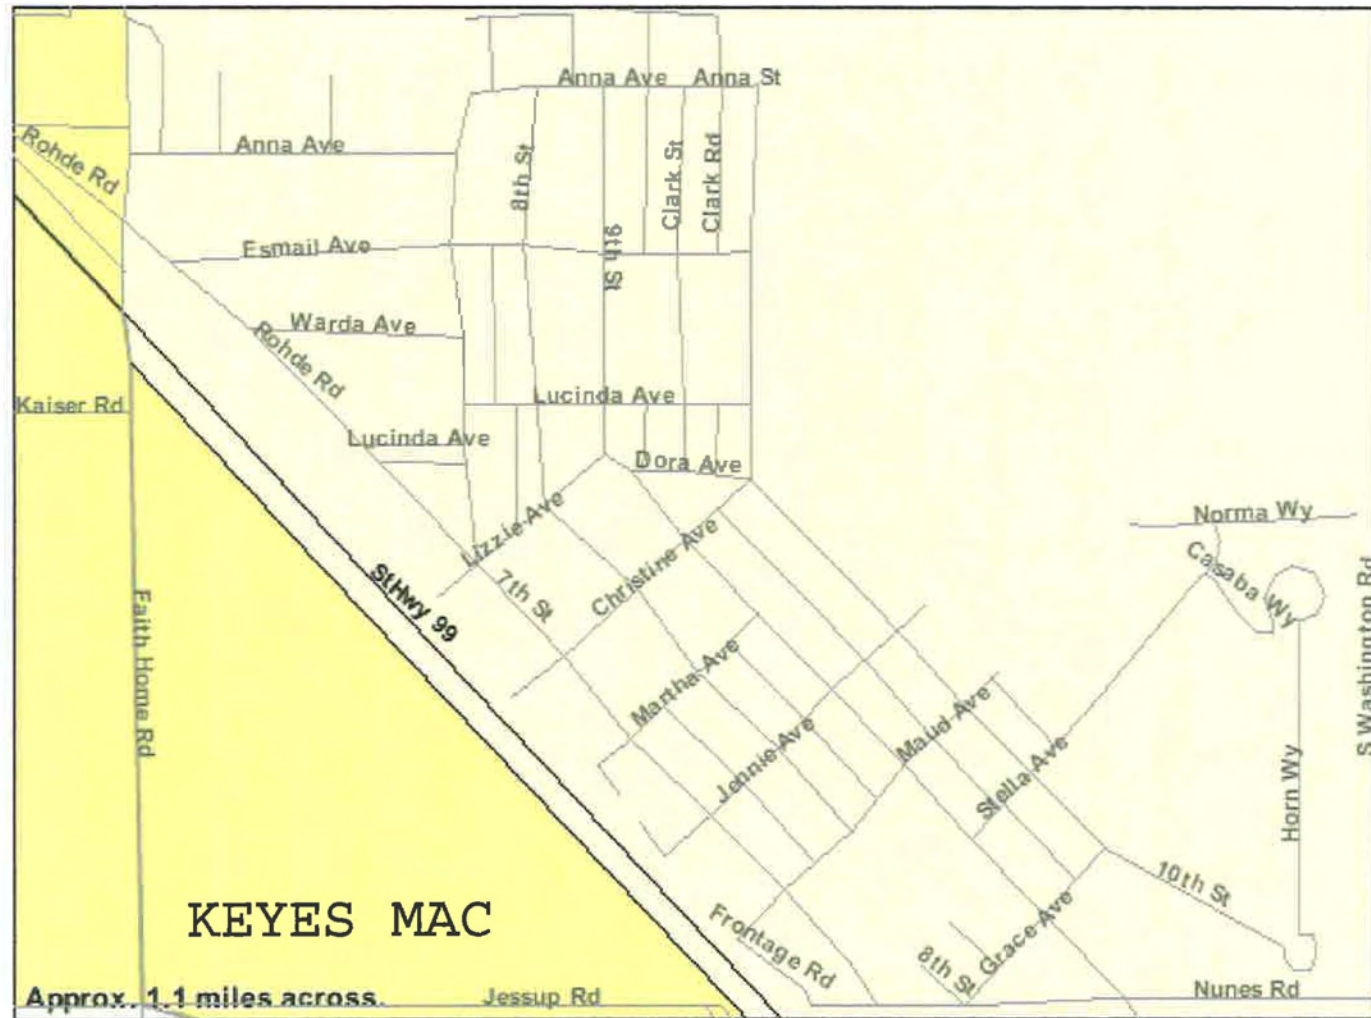 Anna Ave
Anna St
Rohde Rd
Anna Ave
8th St
Clark St
Clark Rd
Esmail Ave
9th St
Warda Ave
Rohde Rd
Kaiser Rd
Lucinda Ave
Lucinda Ave
Dora Ave
Lizzie Ave
Norma Wy
Christine Ave
Casaba Wy
StHwy 99
7th St
Faith Home Rd
S Washington Rd
Martha Ave
Jennie Ave
Maud Ave
Stella Ave
Horn Wy
10th St
KEYES MAC
Frontage Rd
8th St
Grace Ave
Approx. 1.1 miles across.
Jessup Rd
Nunes Rd